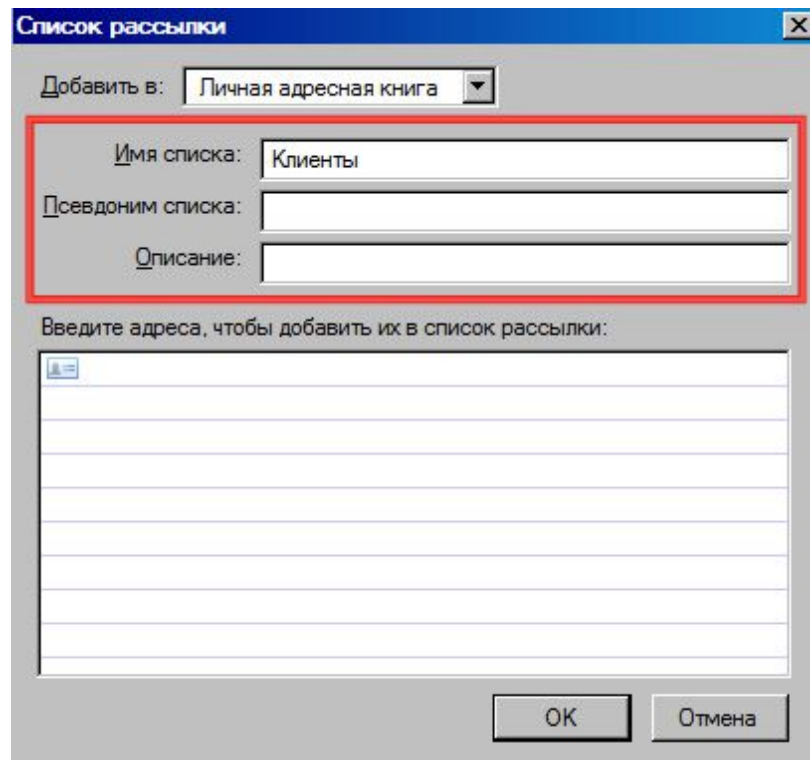 Список рассылки
Добавить в: Личная адресная книга
Имя списка: Клиенты
Псевдоним списка:
Описание:
Введите адреса, чтобы добавить их в список рассылки:
OK Отмена